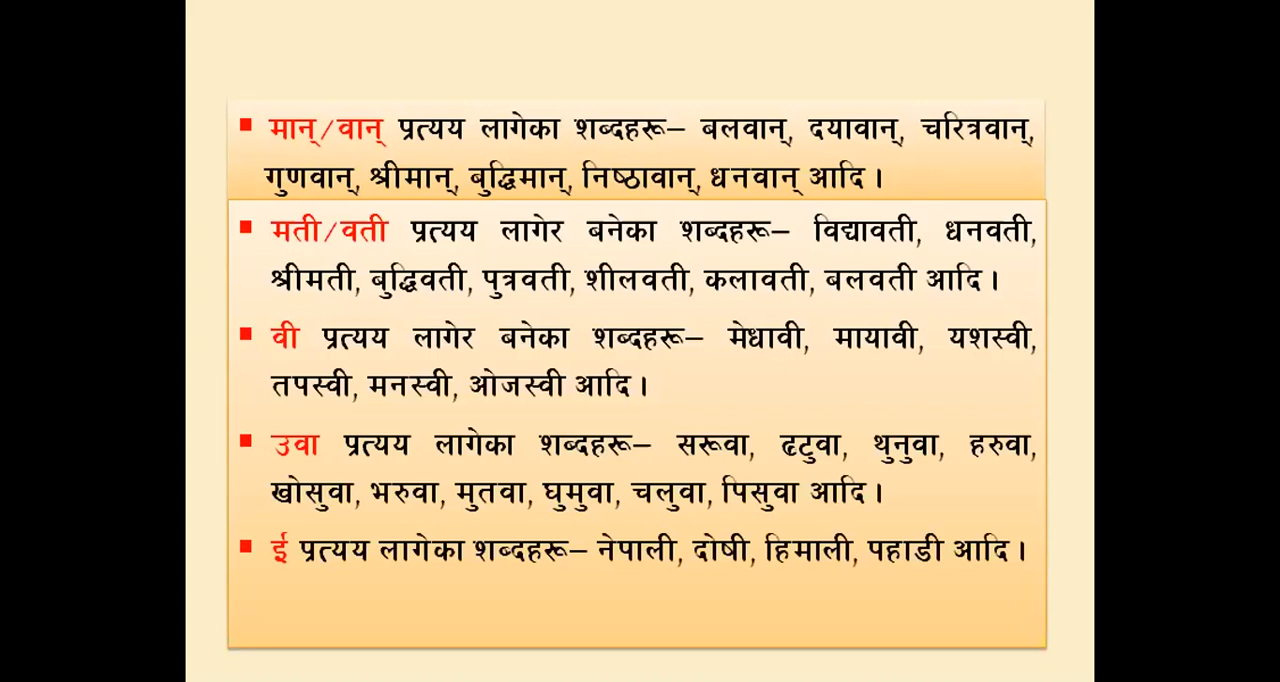 ▪ मान्/वान् प्रत्यय लागेका शब्दहरू– बलवान्, दयावान्, चरित्रवान्,
गुणवान्, श्रीमान्, बुद्धिमान्, निष्ठावान्, धनवान् आदि।
▪ मती/वती प्रत्यय लागेर बनेका शब्दहरू– विद्यावती, धनवती,
श्रीमती, बुद्धिवती, पुत्रवती, शीलवती, कलावती, बलवती आदि।
▪ वी प्रत्यय लागेर बनेका शब्दहरू– मेधावी, मायावी, यशस्वी,
तपस्वी, मनस्वी, ओजस्वी आदि।
▪ उवा प्रत्यय लागेका शब्दहरू– सरूवा, ढटुवा, थुनुवा, हरुवा,
खोसुवा, भरुवा, मुतवा, घुमुवा, चलुवा, पिसुवा आदि।
▪ ई प्रत्यय लागेका शब्दहरू– नेपाली, दोषी, हिमाली, पहाडी आदि।